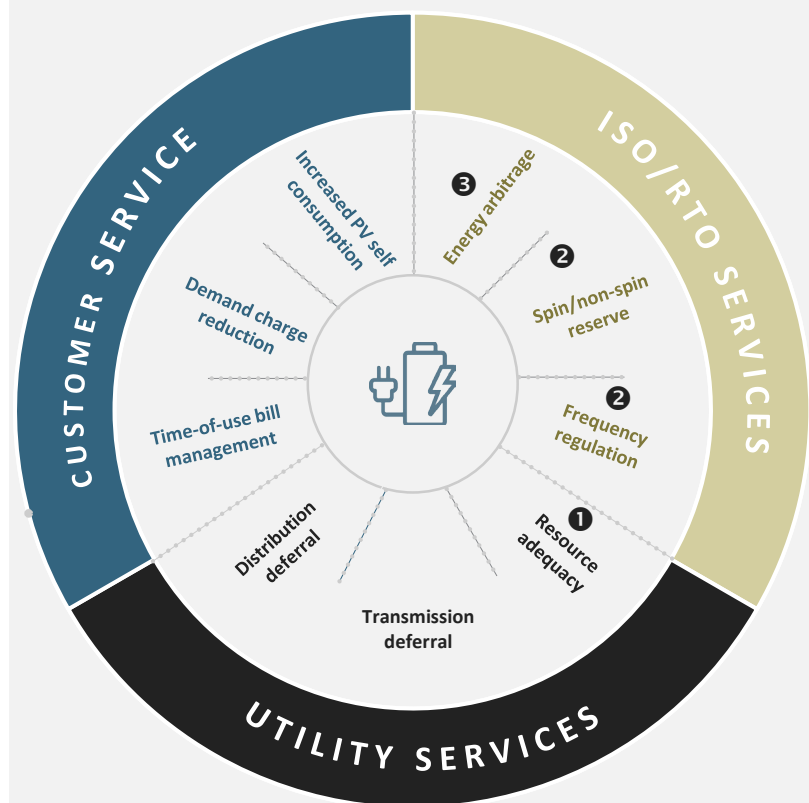 CUSTOMER SERVICE
ISO/RTO SERVICES
UTILITY SERVICES
Increased PV self
consumption
Demand charge
reduction
Time-of-use bill
management
❸
Energy arbitrage
❷
Spin/non-spin
reserve
❷
Frequency
regulation
❶
Resource
adequacy
Transmission
deferral
Distribution
deferral